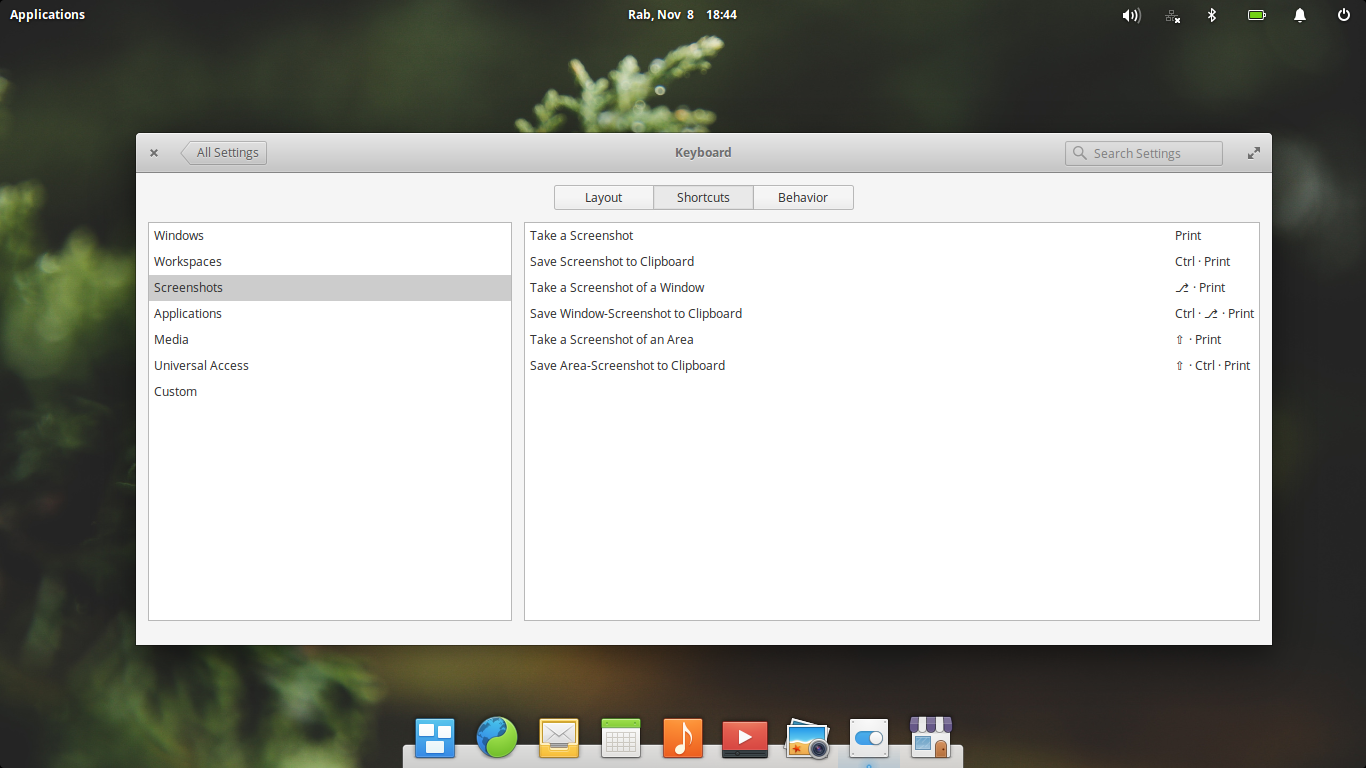 Applications
Rab, Nov 8 18:44
All Settings
Keyboard
Search Settings
Layout
Shortcuts
Behavior
Windows
Workspaces
Screenshots
Applications
Media
Universal Access
Custom
Take a Screenshot Print
Save Screenshot to Clipboard Ctrl · Print
Take a Screenshot of a Window ⎇ · Print
Save Window-Screenshot to Clipboard Ctrl · ⎇ · Print
Take a Screenshot of an Area ⇧ · Print
Save Area-Screenshot to Clipboard ⇧ · Ctrl · Print